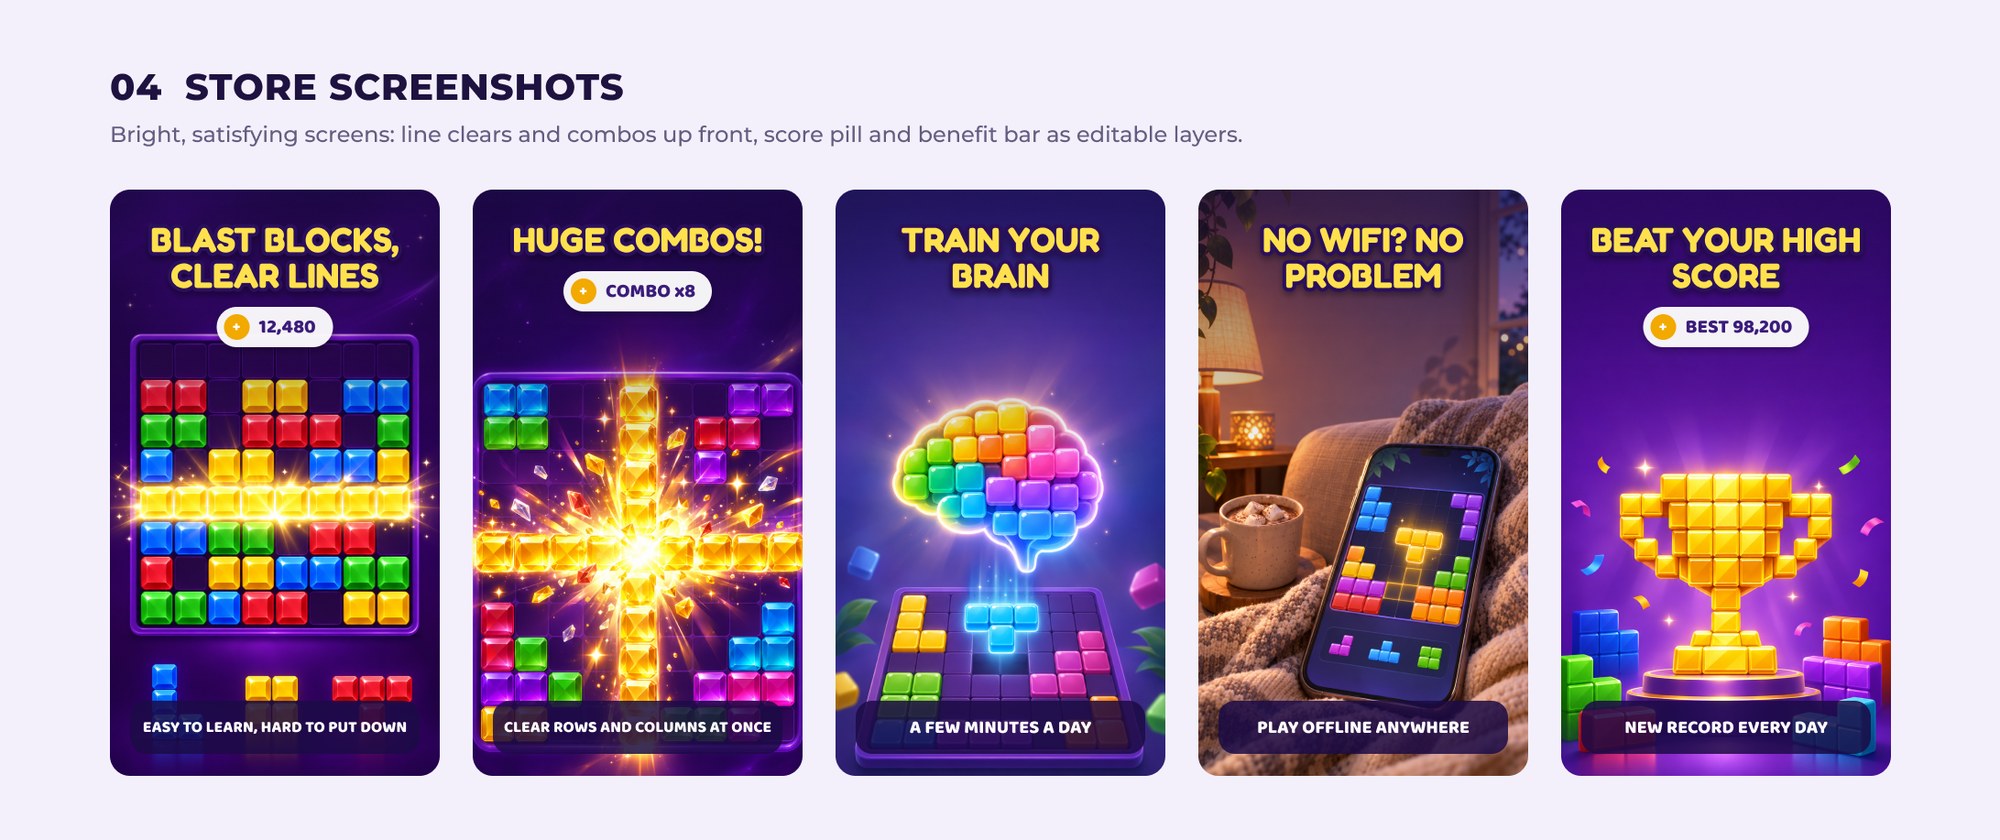 04 STORE SCREENSHOTS
Bright, satisfying screens: line clears and combos up front, score pill and benefit bar as editable layers.
BLAST BLOCKS,
CLEAR LINES
12,480
EASY TO LEARN, HARD TO PUT DOWN
HUGE COMBOS!
COMBO x8
CLEAR ROWS AND COLUMNS AT ONCE
TRAIN YOUR
BRAIN
A FEW MINUTES A DAY
NO WIFI? NO
PROBLEM
PLAY OFFLINE ANYWHERE
BEAT YOUR HIGH
SCORE
BEST 98,200
NEW RECORD EVERY DAY